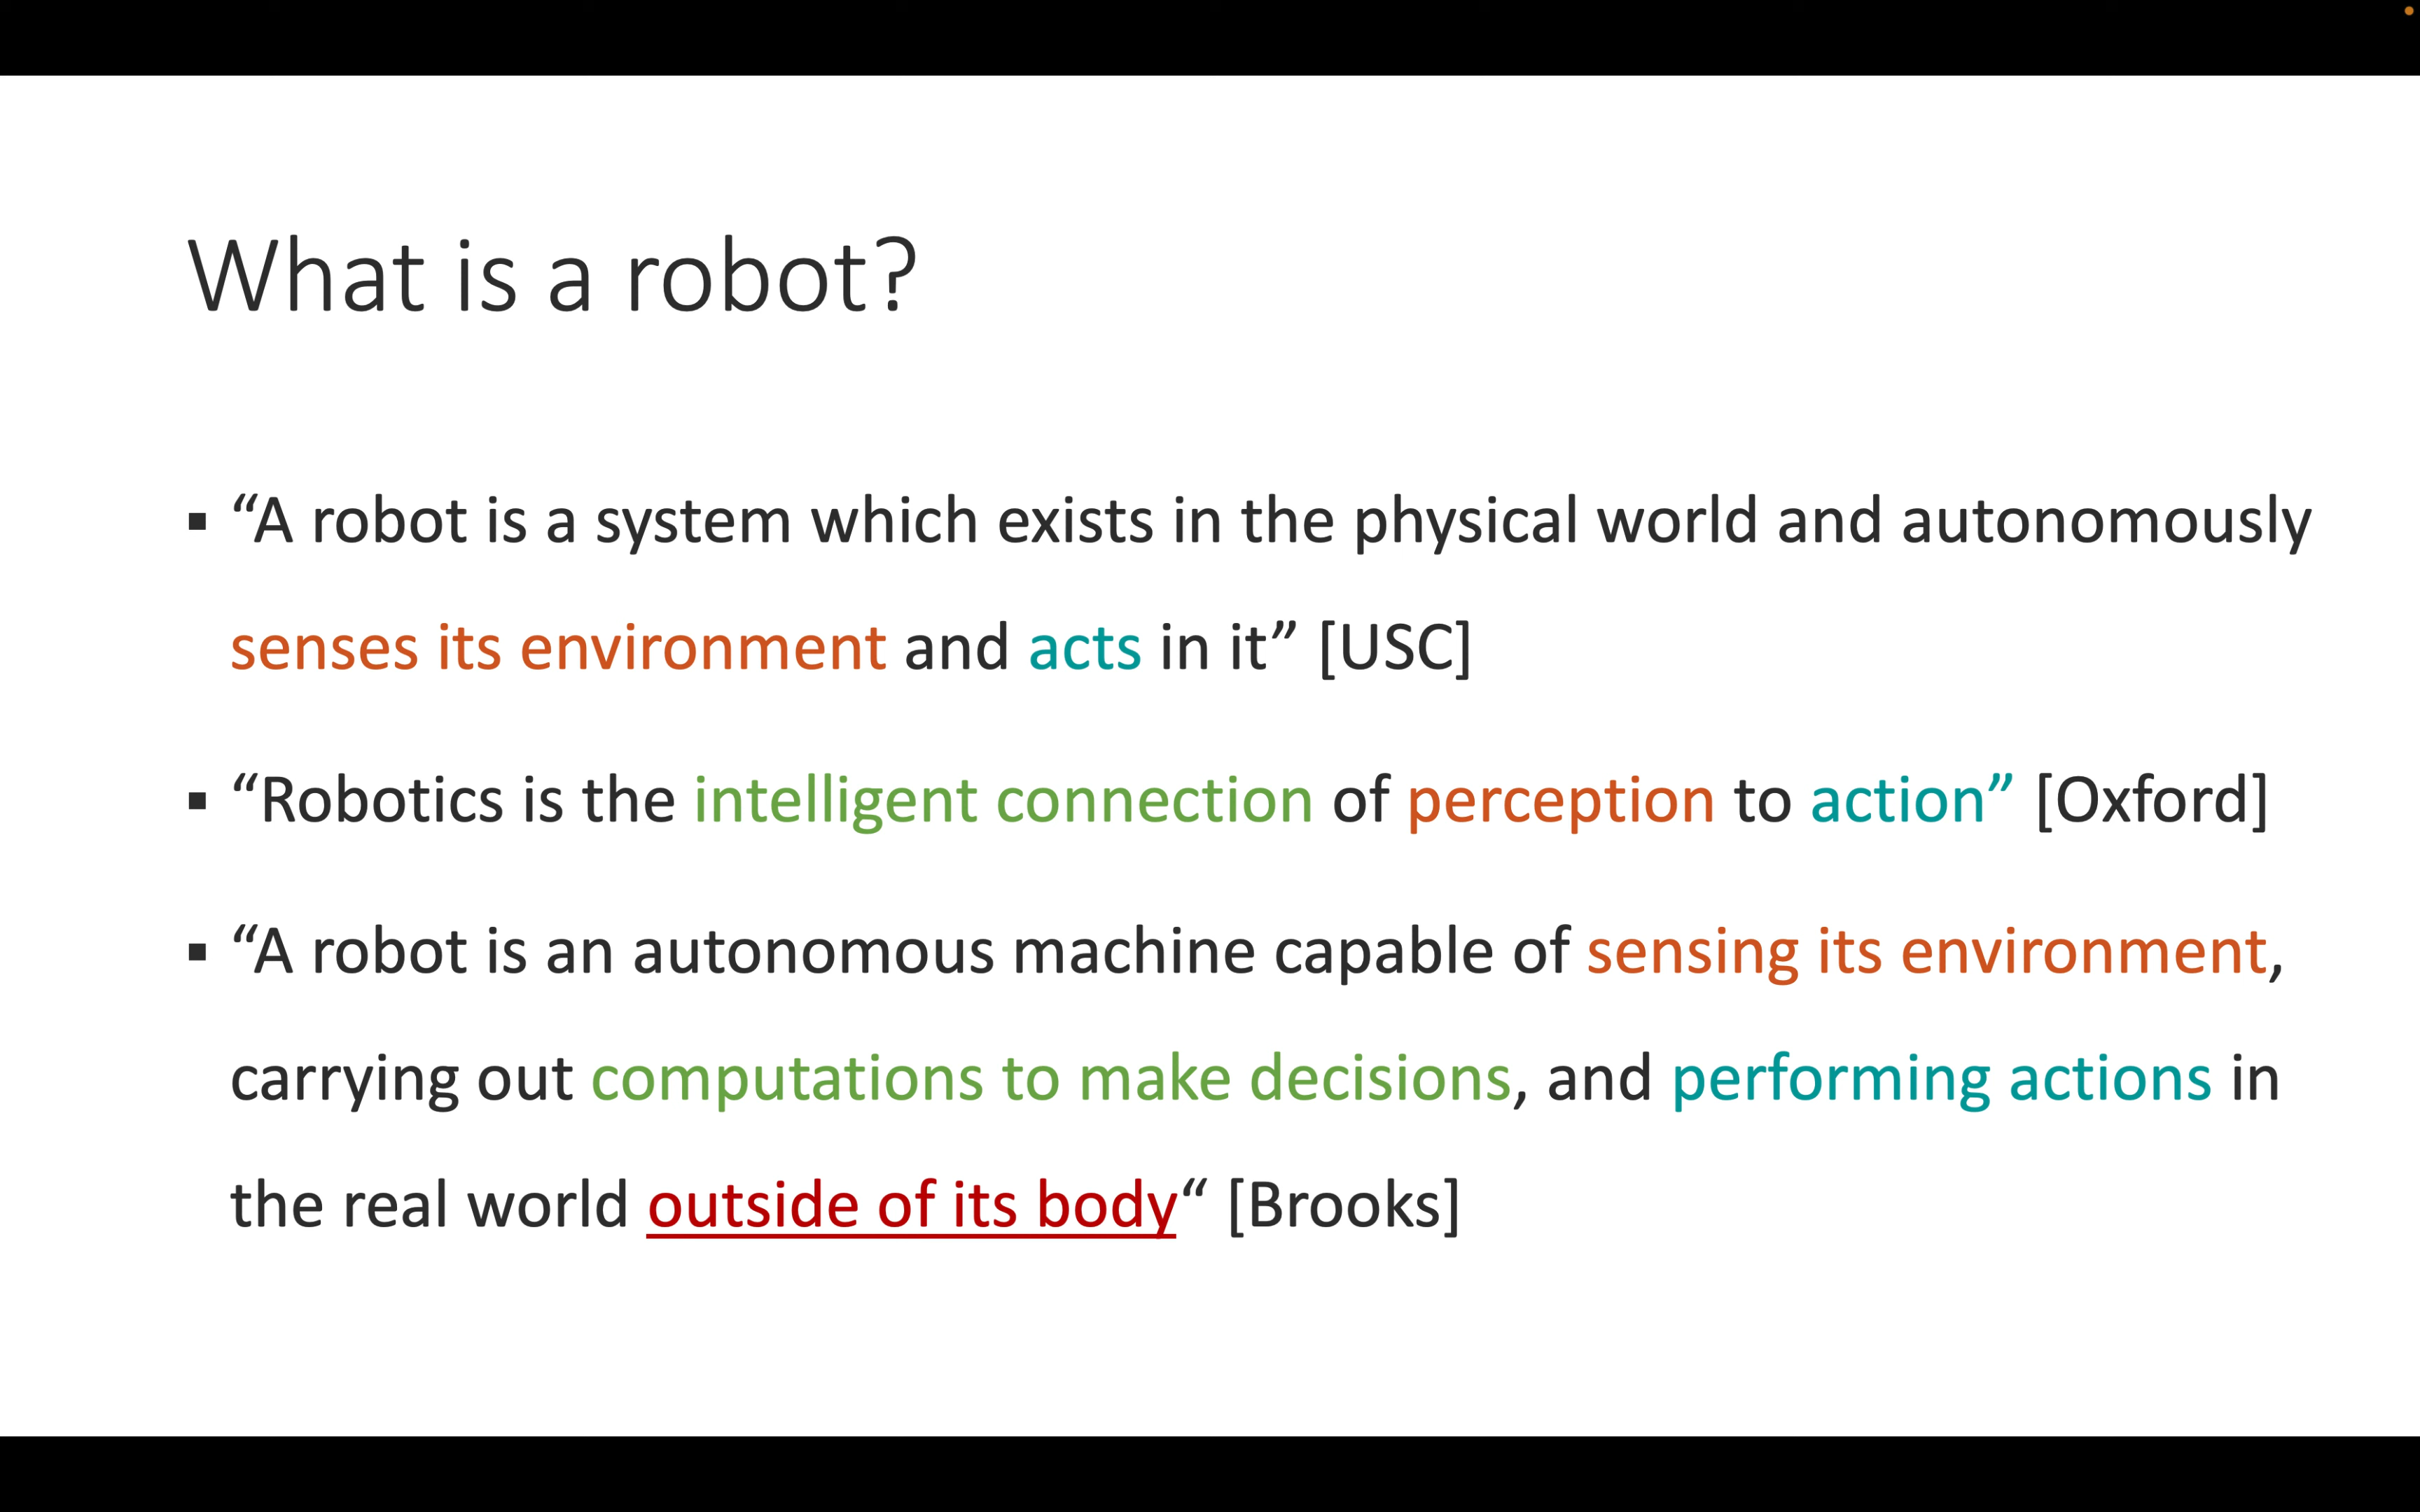 What is a robot?
▪ “A robot is a system which exists in the physical world and autonomously
senses its environment and acts in it” [USC]
▪ “Robotics is the intelligent connection of perception to action” [Oxford]
▪ “A robot is an autonomous machine capable of sensing its environment,
carrying out computations to make decisions, and performing actions in
the real world outside of its body“ [Brooks]